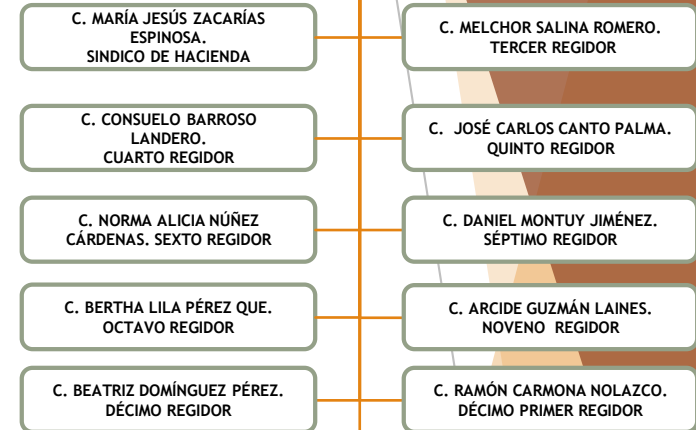 C. MARÍA JESÚS ZACARÍAS
ESPINOSA.
SINDICO DE HACIENDA
C. MELCHOR SALINA ROMERO.
TERCER REGIDOR
C. CONSUELO BARROSO
LANDERO.
CUARTO REGIDOR
C. JOSÉ CARLOS CANTO PALMA.
QUINTO REGIDOR
C. NORMA ALICIA NÚÑEZ
CÁRDENAS. SEXTO REGIDOR
C. DANIEL MONTUY JIMÉNEZ.
SÉPTIMO REGIDOR
C. BERTHA LILA PÉREZ QUE.
OCTAVO REGIDOR
C. ARCIDE GUZMÁN LAINES.
NOVENO REGIDOR
C. BEATRIZ DOMÍNGUEZ PÉREZ.
DÉCIMO REGIDOR
C. RAMÓN CARMONA NOLAZCO.
DÉCIMO PRIMER REGIDOR